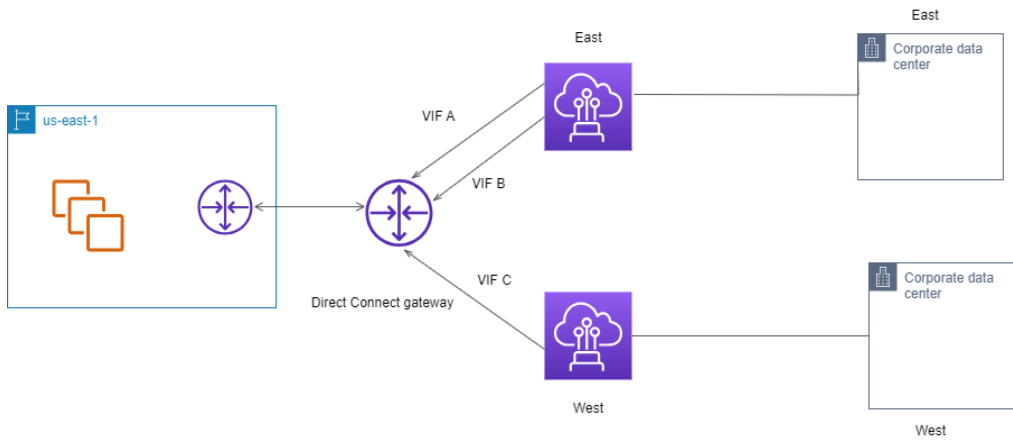 East
East
Corporate data
center
us-east-1
VIF A
VIF B
VIF C
Direct Connect gateway
Corporate data
center
West
West